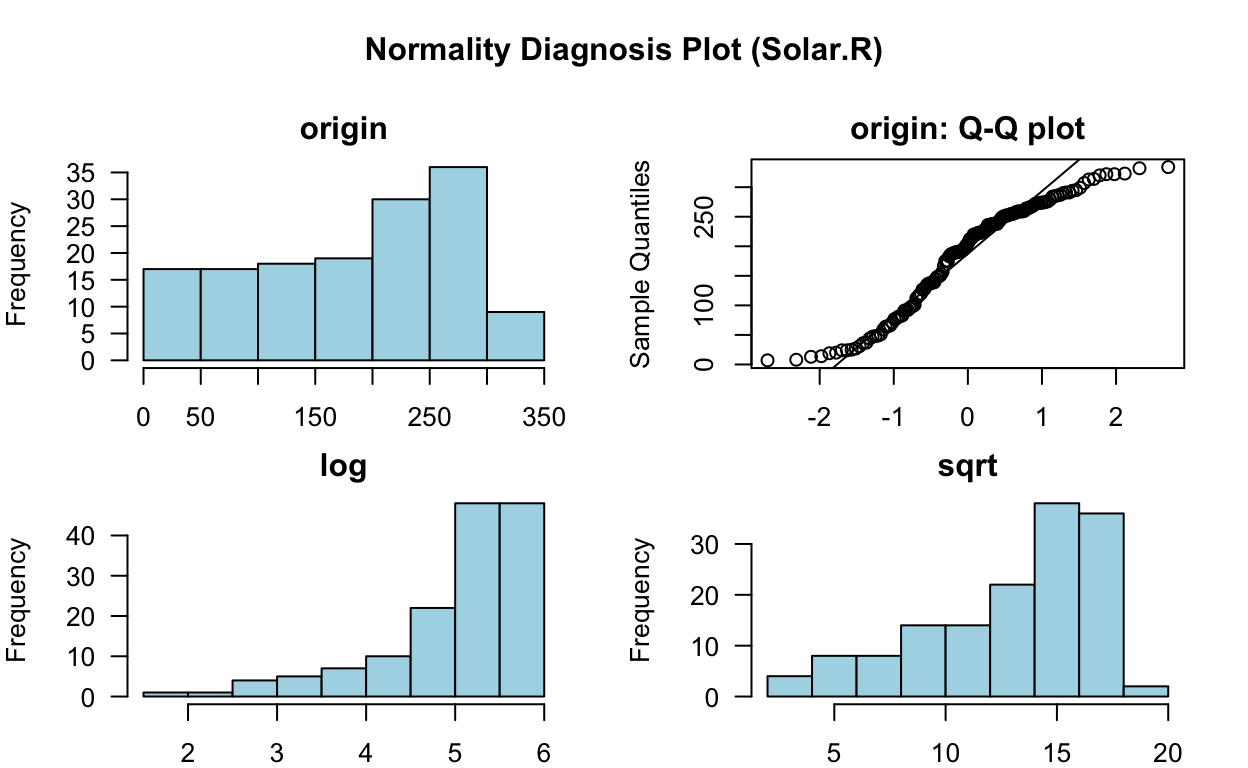 Normality Diagnosis Plot (Solar.R)
origin
Frequency
35
30
25
20
15
10
5
0
0 50 150 250 350
origin: Q-Q plot
Sample Quantiles
250
100
0
-2 -1 0 1 2
log
Frequency
40
30
20
10
0
2 3 4 5 6
sqrt
Frequency
30
20
10
0
5 10 15 20